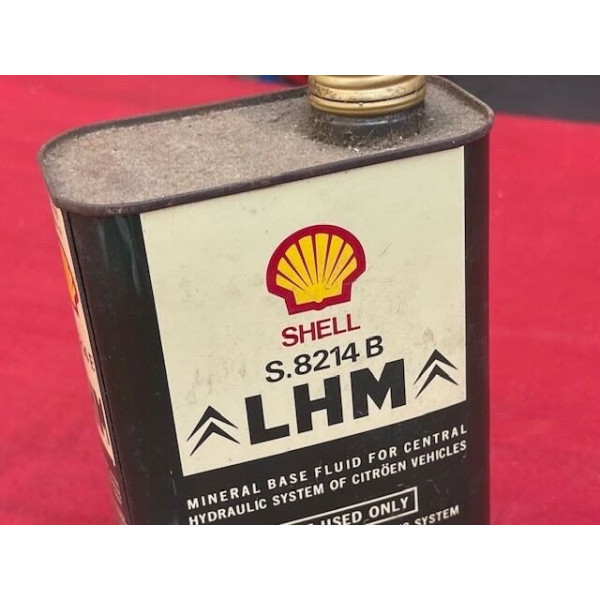 SHELL
S.8214 B
LHM
MINERAL BASE FLUID FOR CENTRAL
HYDRAULIC SYSTEM OF CITRÖEN VEHICLES
USED ONLY
SYSTEM